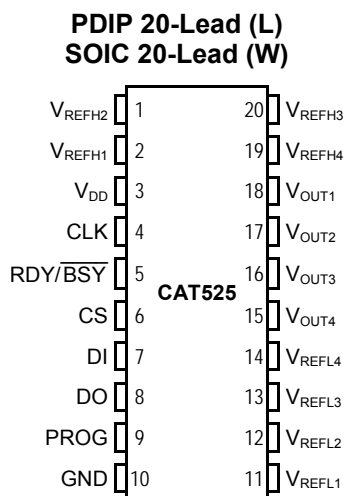 PDIP 20-Lead (L)
SOIC 20-Lead (W)
VREFH2 1 20 VREFH3
VREFH1 2 19 VREFH4
VDD 3 18 VOUT1
CLK 4 17 VOUT2
RDY/BSY 5 16 VOUT3
CAT525
CS 6 15 VOUT4
DI 7 14 VREFL4
DO 8 13 VREFL3
PROG 9 12 VREFL2
GND 10 11 VREFL1